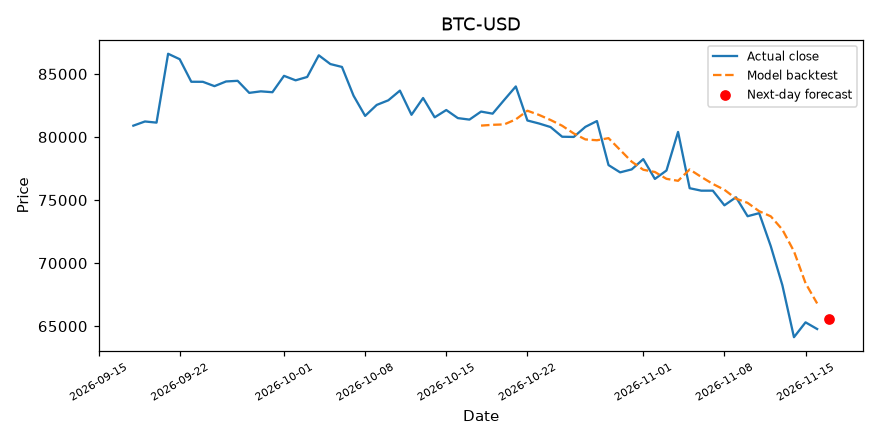 BTC-USD
Actual close
Model backtest
Next-day forecast
Price
85000
80000
75000
70000
65000
2026-09-15
2026-09-22
2026-10-01
2026-10-08
2026-10-15
2026-10-22
2026-11-01
2026-11-08
2026-11-15
Date